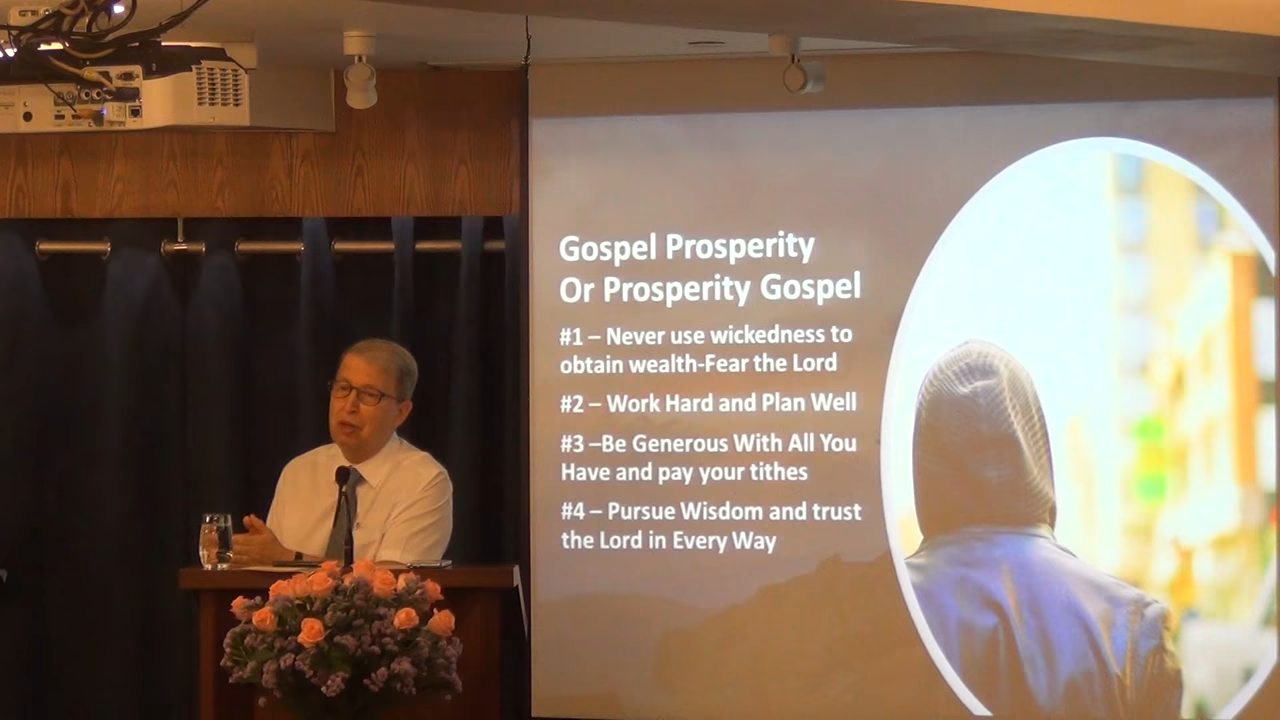 Gospel Prosperity
Or Prosperity Gospel
#1 – Never use wickedness to
obtain wealth-Fear the Lord
#2 – Work Hard and Plan Well
#3 –Be Generous With All You
Have and pay your tithes
#4 – Pursue Wisdom and trust
the Lord in Every Way